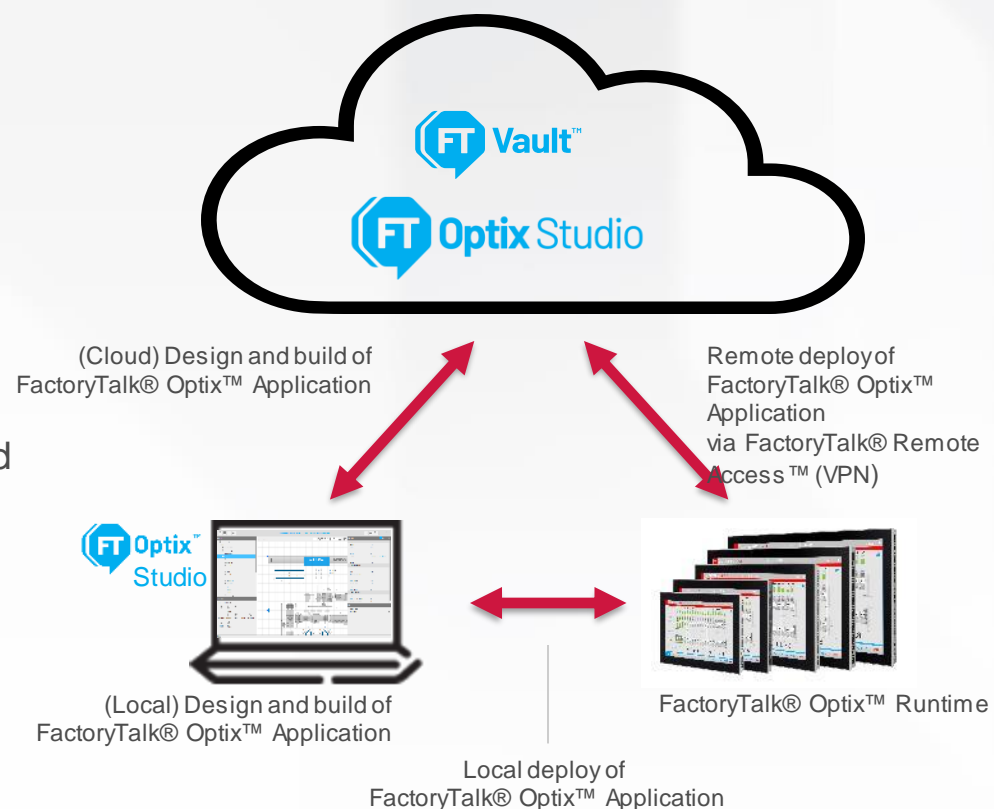 FT Vault™
FT Optix Studio
(Cloud) Design and build of
FactoryTalk® Optix™ Application
Remote deploy of
FactoryTalk® Optix™
Application
via FactoryTalk® Remote
Access™ (VPN)
d
FT Optix™
Studio
(Local) Design and build of
FactoryTalk® Optix™ Application
FactoryTalk® Optix™ Runtime
Local deploy of
FactoryTalk® Optix™ Application